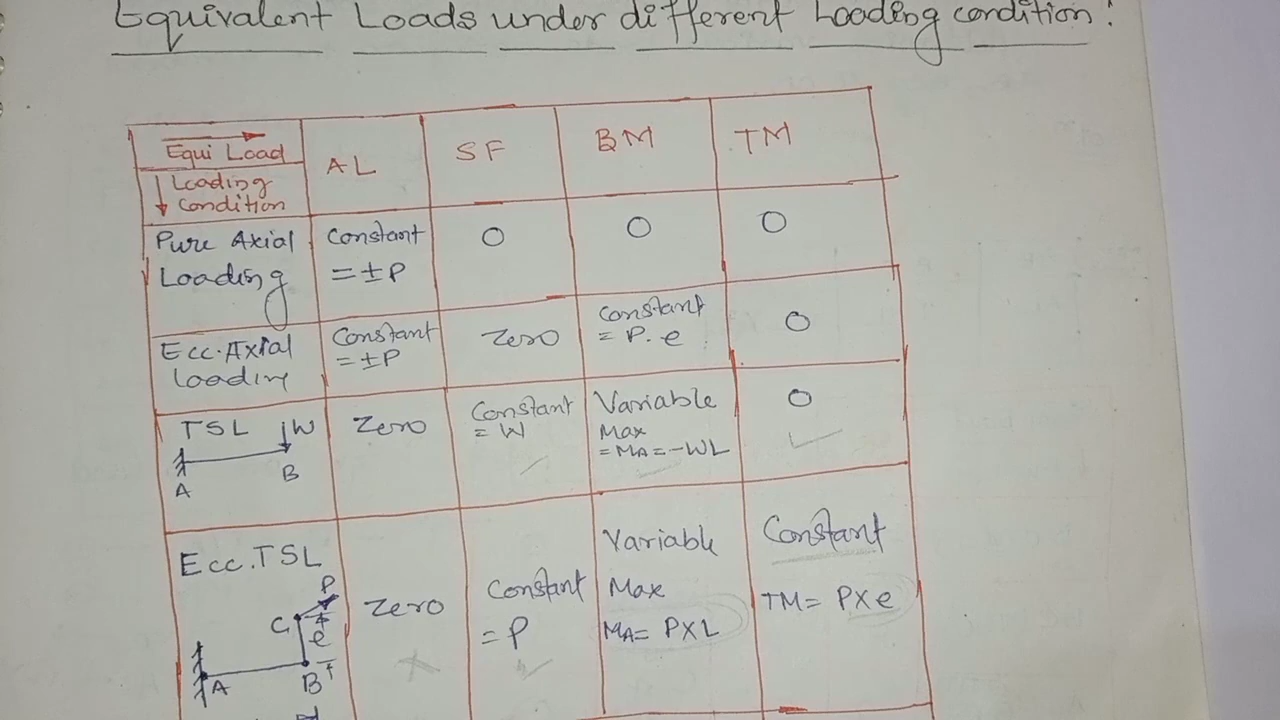 Equivalent Loads under different Loading condition:
Equi Load
Loading
Condition
AL
SF
BM
TM
Pure Axial
Loading
Constant
=±P
0
0
0
Ecc. Axial
Loading
Constant
=±P
Zero
Constant
= P.e
0
TSL
W
A
B
Zero
Constant
= W
Variable
Max
=MA=-WL
0
Ecc.TSL
P
C
e
A
B
Zero
Constant
=P
Variable
Max
MA= PXL
Constant
TM= PXe